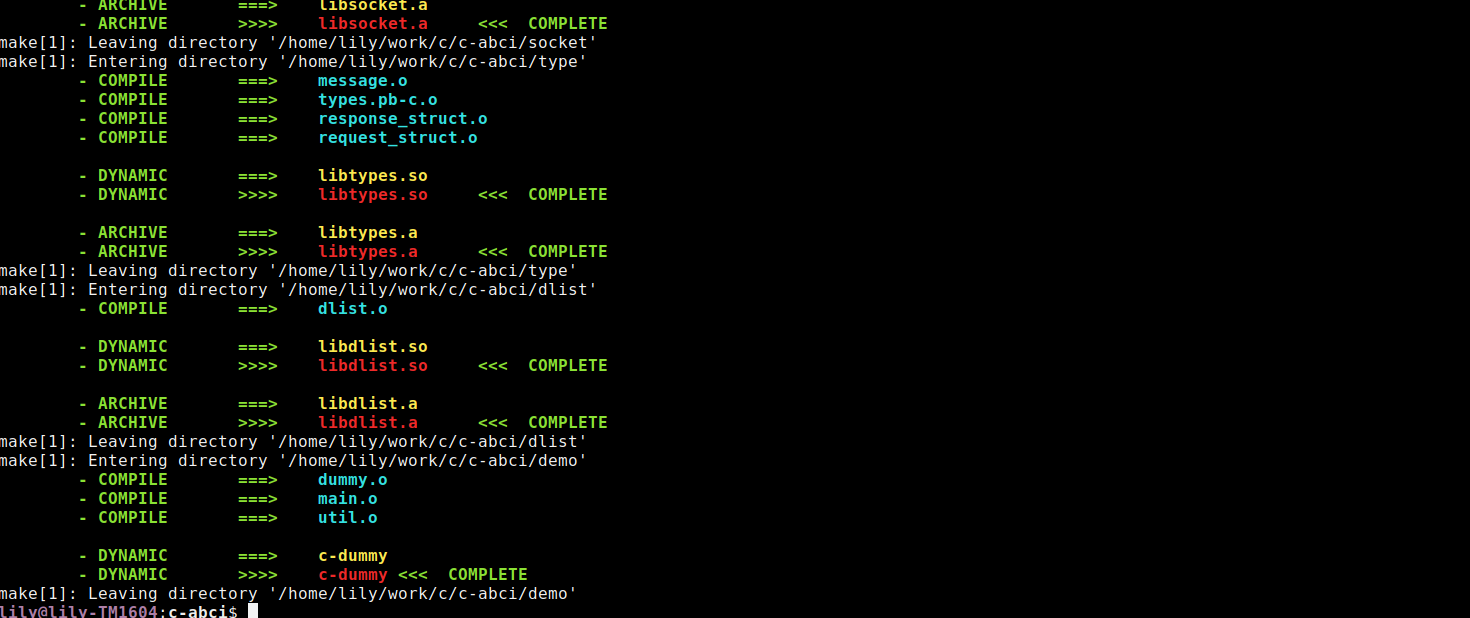 - ARCHIVE ===> libsocket.a
- ARCHIVE >>>> libsocket.a <<< COMPLETE
make[1]: Leaving directory '/home/lily/work/c/c-abci/socket'
make[1]: Entering directory '/home/lily/work/c/c-abci/type'
- COMPILE ===> message.o
- COMPILE ===> types.pb-c.o
- COMPILE ===> response_struct.o
- COMPILE ===> request_struct.o
- DYNAMIC ===> libtypes.so
- DYNAMIC >>>> libtypes.so <<< COMPLETE
- ARCHIVE ===> libtypes.a
- ARCHIVE >>>> libtypes.a <<< COMPLETE
make[1]: Leaving directory '/home/lily/work/c/c-abci/type'
make[1]: Entering directory '/home/lily/work/c/c-abci/dlist'
- COMPILE ===> dlist.o
- DYNAMIC ===> libdlist.so
- DYNAMIC >>>> libdlist.so <<< COMPLETE
- ARCHIVE ===> libdlist.a
- ARCHIVE >>>> libdlist.a <<< COMPLETE
make[1]: Leaving directory '/home/lily/work/c/c-abci/dlist'
make[1]: Entering directory '/home/lily/work/c/c-abci/demo'
- COMPILE ===> dummy.o
- COMPILE ===> main.o
- COMPILE ===> util.o
- DYNAMIC ===> c-dummy
- DYNAMIC >>>> c-dummy <<< COMPLETE
make[1]: Leaving directory '/home/lily/work/c/c-abci/demo'
lily@lily-TM1604:c-abci$